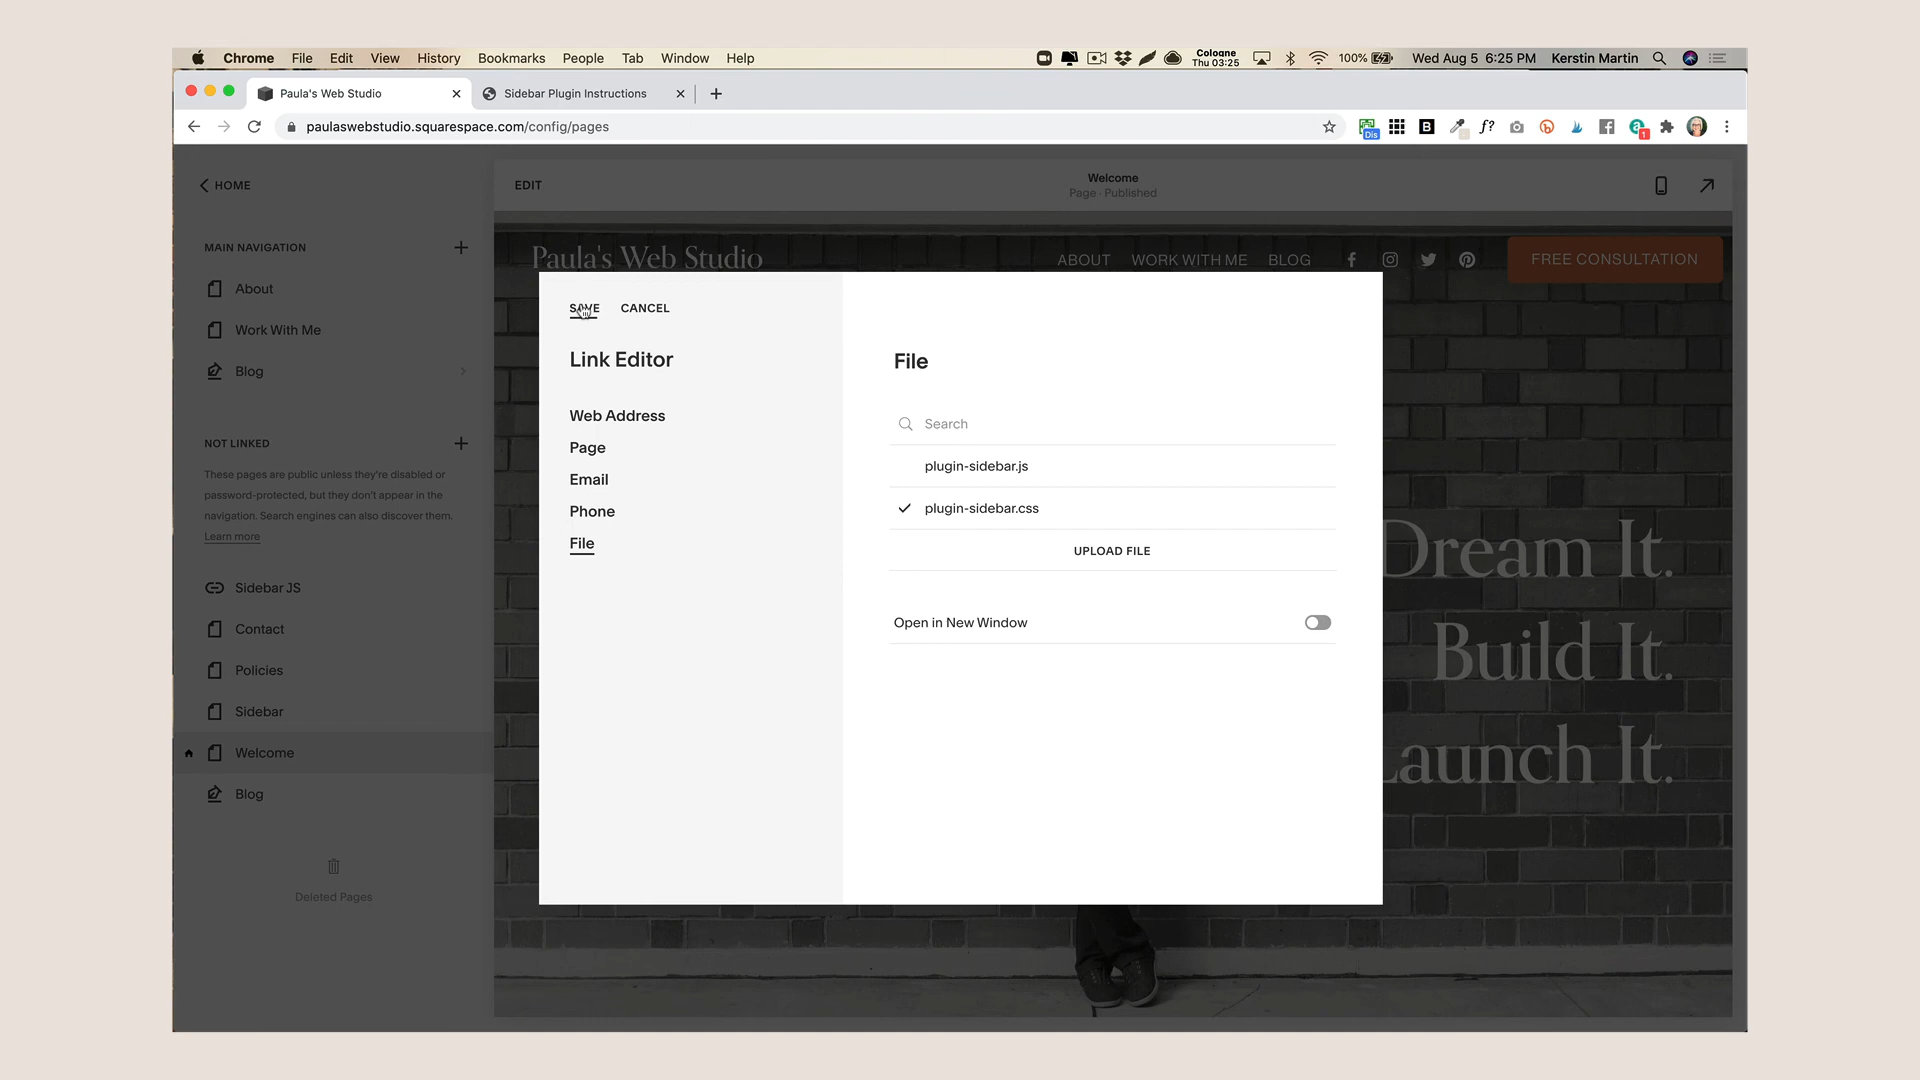 Chrome File Edit View History Bookmarks People Tab Window Help
Cologne
Thu 03:25
100%
Wed Aug 5 6:25 PM
Kerstin Martin
Paula's Web Studio
Sidebar Plugin Instructions
paulaswebstudio.squarespace.com/config/pages
Dis
B
f?
1
HOME
EDIT
Welcome
Page · Published
MAIN NAVIGATION
About
Work With Me
Blog
NOT LINKED
These pages are public unless they're disabled or
password-protected, but they don't appear in the
navigation. Search engines can also discover them.
Learn more
Sidebar JS
Contact
Policies
Sidebar
Welcome
Blog
Deleted Pages
Paula's Web Studio
ABOUT WORK WITH ME BLOG
FREE CONSULTATION
SAVE CANCEL
Link Editor
Web Address
Page
Email
Phone
File
File
Search
plugin-sidebar.js
plugin-sidebar.css
UPLOAD FILE
Open in New Window
Dream It.
Build It.
Launch It.